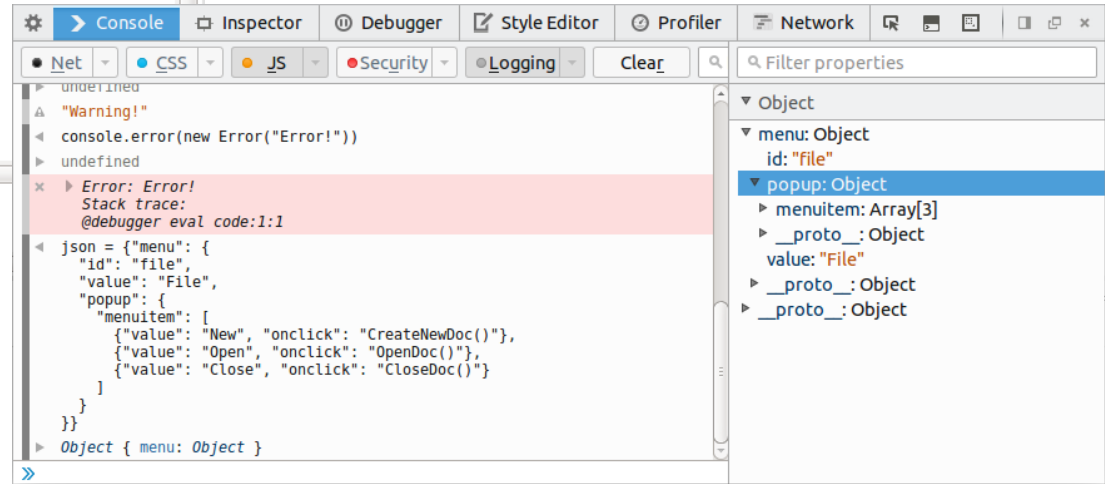 Console Inspector Debugger Style Editor Profiler Network
Net CSS JS Security Logging Clear Filter properties
undefined
"Warning!"
console.error(new Error("Error!"))
undefined
Error: Error!
Stack trace:
@debugger eval code:1:1
json = {"menu": {
"id": "file",
"value": "File",
"popup": {
"menuitem": [
{"value": "New", "onclick": "CreateNewDoc()"},
{"value": "Open", "onclick": "OpenDoc()"},
{"value": "Close", "onclick": "CloseDoc()"}
]
}
}}
Object { menu: Object }
Object
menu: Object
id: "file"
popup: Object
menuitem: Array[3]
__proto__: Object
value: "File"
__proto__: Object
__proto__: Object